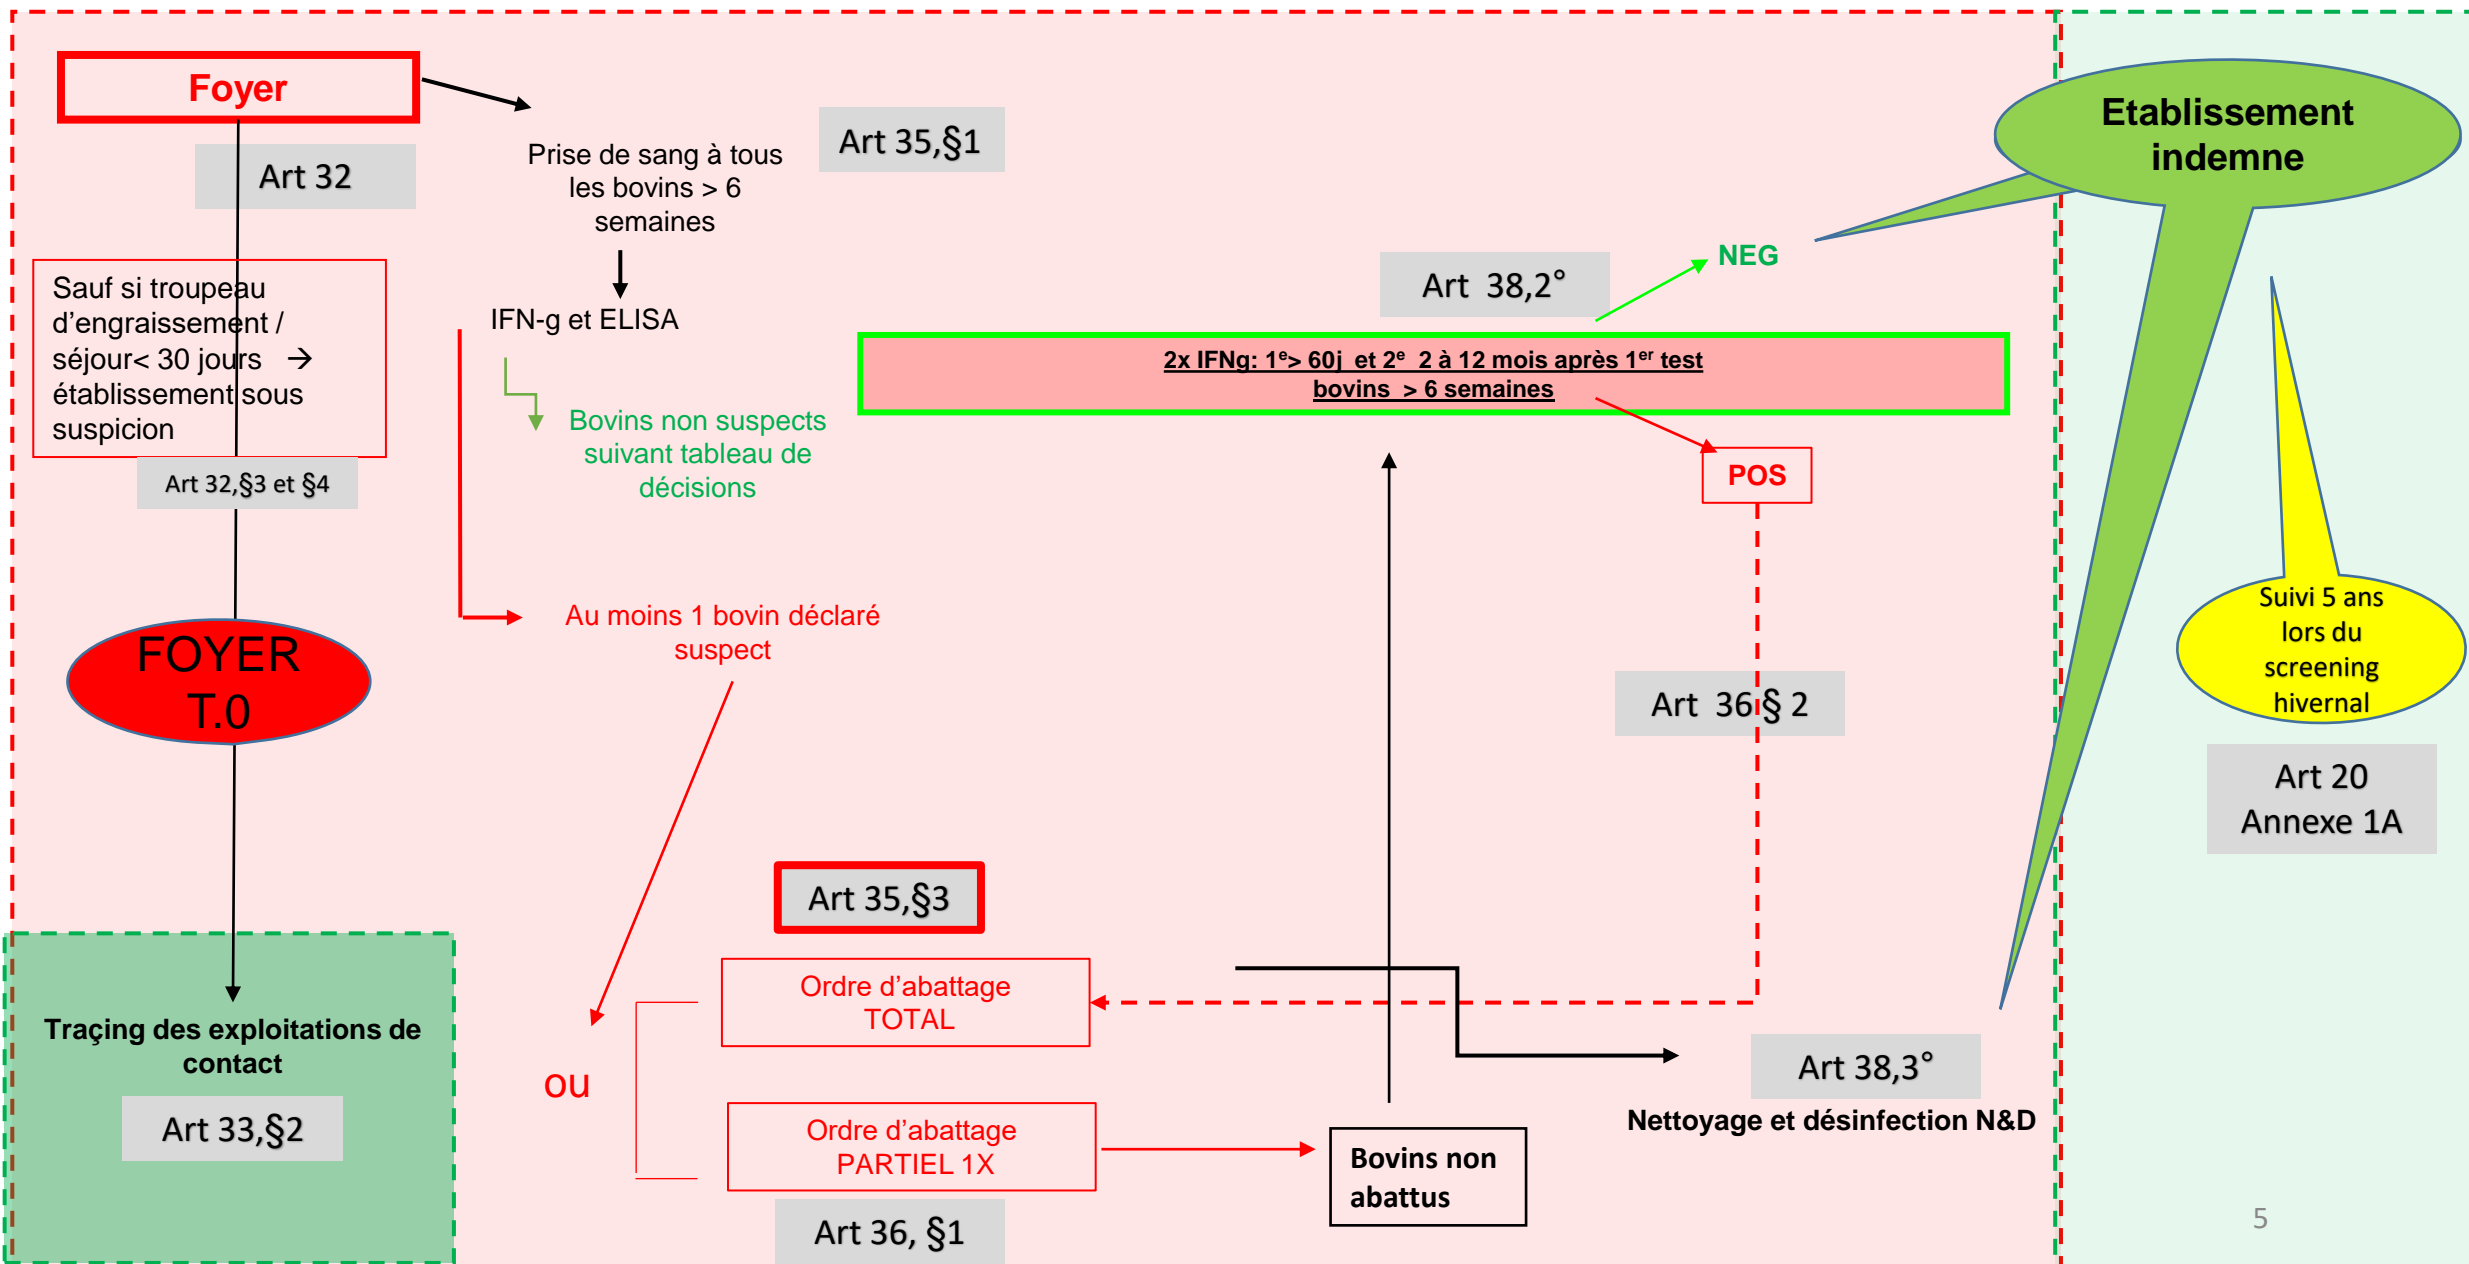 Foyer
Art 32
Sauf si troupeau
d’engraissement /
séjour< 30 jours →
établissement sous
suspicion
Art 32,§3 et §4
FOYER
T.0
Traçing des exploitations de
contact
Art 33,§2
Prise de sang à tous
les bovins > 6
semaines
Art 35,§1
IFN-g et ELISA
Bovins non suspects
suivant tableau de
décisions
Au moins 1 bovin déclaré
suspect
ou
Art 35,§3
Ordre d’abattage
TOTAL
Ordre d’abattage
PARTIEL 1X
Art 36, §1
Bovins non
abattus
Art 38,2°
NEG
2x IFNg: 1e> 60j et 2e 2 à 12 mois après 1er test
bovins > 6 semaines
POS
Art 36 § 2
Art 38,3°
Nettoyage et désinfection N&D
Etablissement
indemne
Suivi 5 ans
lors du
screening
hivernal
Art 20
Annexe 1A
5